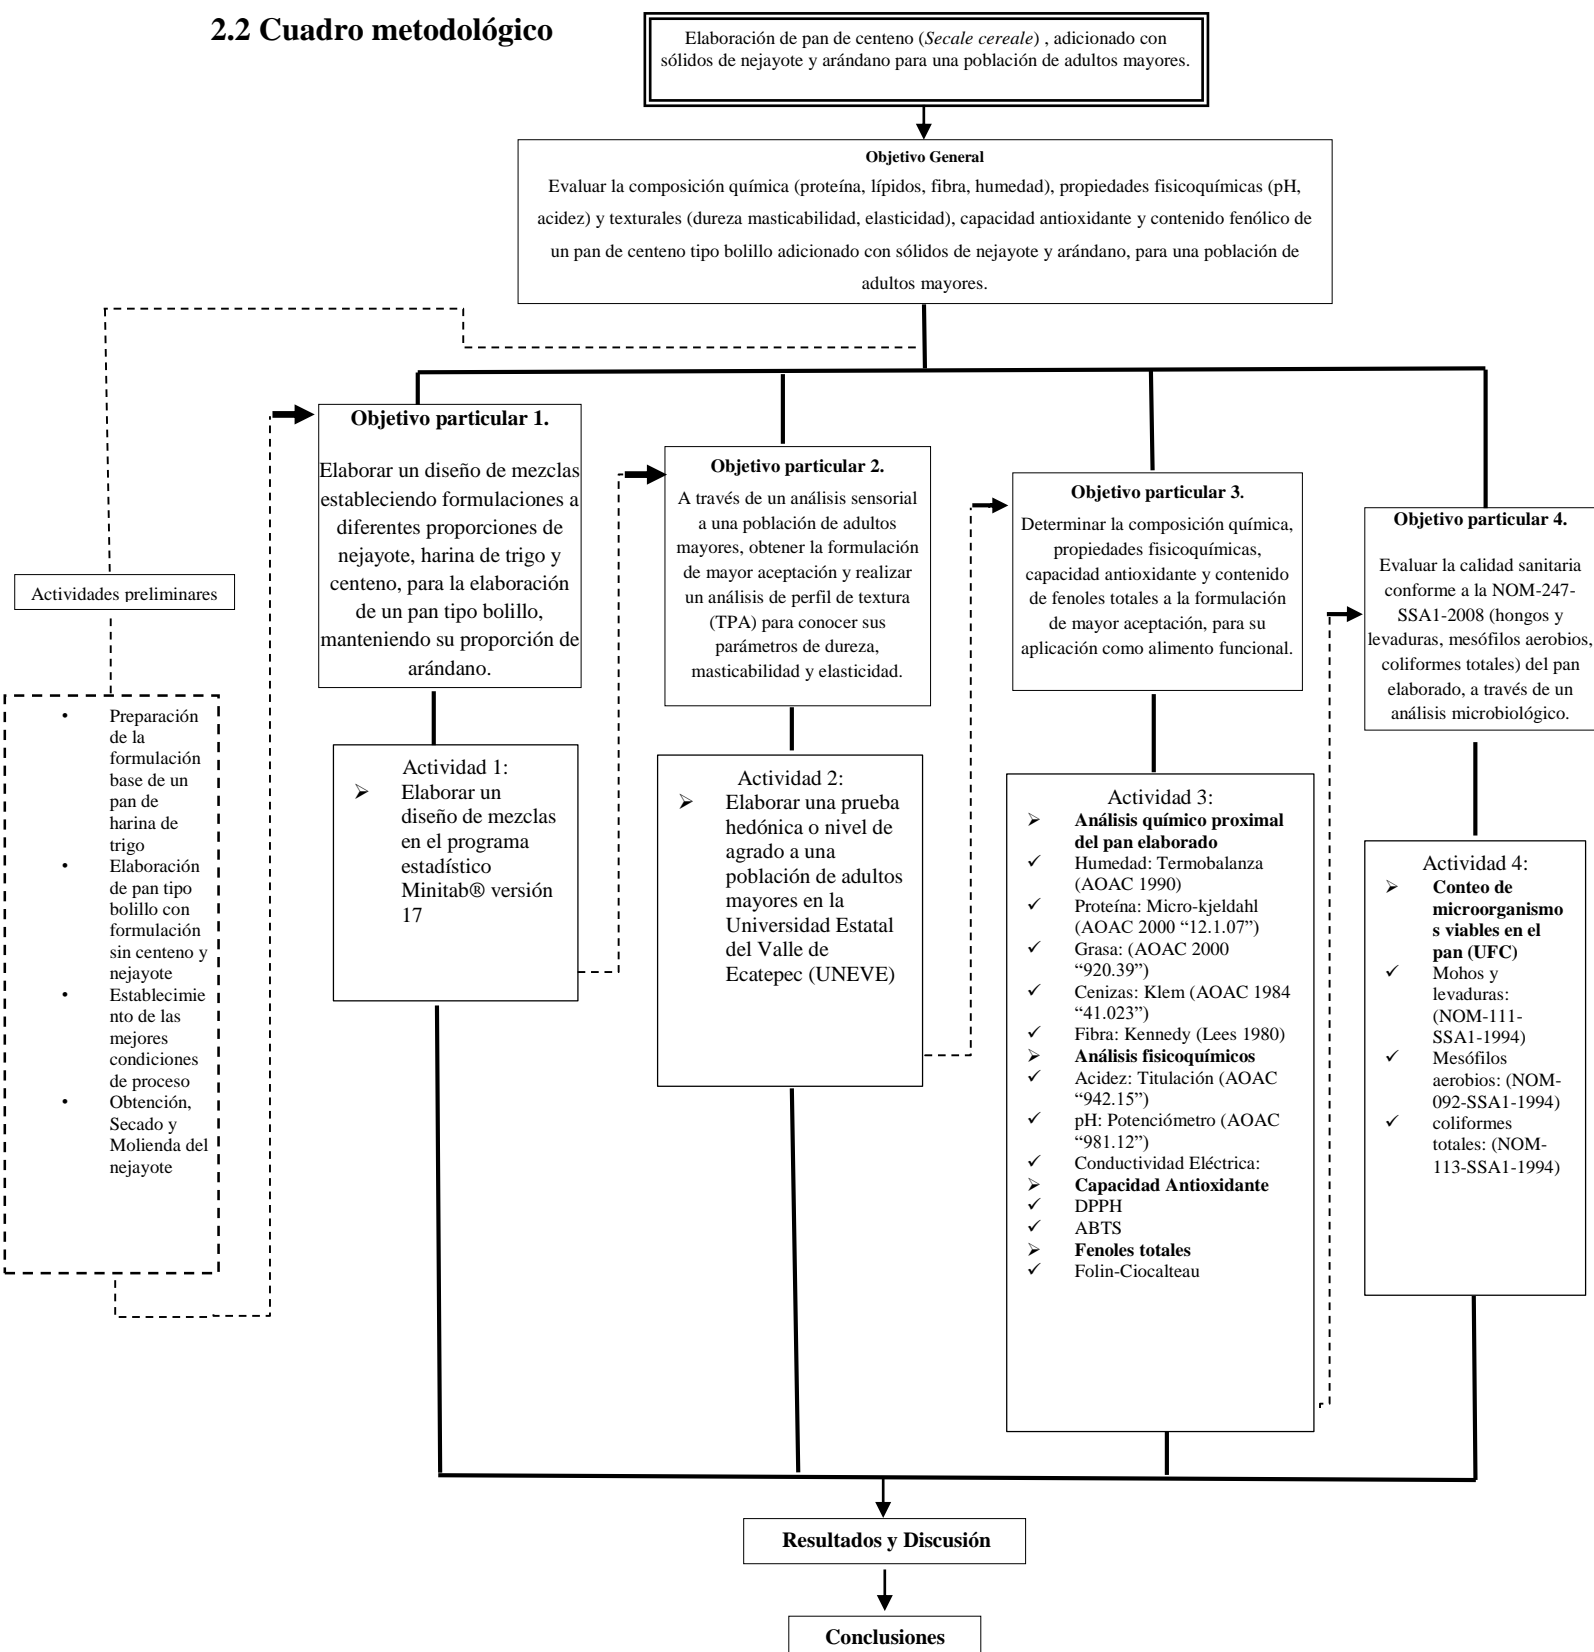 2.2 Cuadro metodológico
Elaboración de pan de centeno (Secale cereale) , adicionado con
sólidos de nejayote y arándano para una población de adultos mayores.
Objetivo General
Evaluar la composición química (proteína, lípidos, fibra, humedad), propiedades fisicoquímicas (pH,
acidez) y texturales (dureza masticabilidad, elasticidad), capacidad antioxidante y contenido fenólico de
un pan de centeno tipo bolillo adicionado con sólidos de nejayote y arándano, para una población de
adultos mayores.
Actividades preliminares
• Preparación
de la
formulación
base de un
pan de
harina de
trigo
• Elaboración
de pan tipo
bolillo con
formulación
sin centeno y
nejayote
• Establecimie
nto de las
mejores
condiciones
de proceso
• Obtención,
Secado y
Molienda del
nejayote
Objetivo particular 1.
Elaborar un diseño de mezclas
estableciendo formulaciones a
diferentes proporciones de
nejayote, harina de trigo y
centeno, para la elaboración
de un pan tipo bolillo,
manteniendo su proporción de
arándano.
Actividad 1:
➢ Elaborar un
diseño de mezclas
en el programa
estadístico
Minitab® versión
17
Objetivo particular 2.
A través de un análisis sensorial
a una población de adultos
mayores, obtener la formulación
de mayor aceptación y realizar
un análisis de perfil de textura
(TPA) para conocer sus
parámetros de dureza,
masticabilidad y elasticidad.
Actividad 2:
➢ Elaborar una prueba
hedónica o nivel de
agrado a una
población de adultos
mayores en la
Universidad Estatal
del Valle de
Ecatepec (UNEVE)
Objetivo particular 3.
Determinar la composición química,
propiedades fisicoquímicas,
capacidad antioxidante y contenido
de fenoles totales a la formulación
de mayor aceptación, para su
aplicación como alimento funcional.
Actividad 3:
➢ Análisis químico proximal
del pan elaborado
✓ Humedad: Termobalanza
(AOAC 1990)
✓ Proteína: Micro-kjeldahl
(AOAC 2000 “12.1.07”)
✓ Grasa: (AOAC 2000
“920.39”)
✓ Cenizas: Klem (AOAC 1984
“41.023”)
✓ Fibra: Kennedy (Lees 1980)
➢ Análisis fisicoquímicos
✓ Acidez: Titulación (AOAC
“942.15”)
✓ pH: Potenciómetro (AOAC
“981.12”)
✓ Conductividad Eléctrica:
➢ Capacidad Antioxidante
✓ DPPH
✓ ABTS
➢ Fenoles totales
✓ Folin-Ciocalteau
Objetivo particular 4.
Evaluar la calidad sanitaria
conforme a la NOM-247-
SSA1-2008 (hongos y
levaduras, mesófilos aerobios,
coliformes totales) del pan
elaborado, a través de un
análisis microbiológico.
Actividad 4:
➢ Conteo de
microorganismo
s viables en el
pan (UFC)
✓ Mohos y
levaduras:
(NOM-111-
SSA1-1994)
✓ Mesófilos
aerobios: (NOM-
092-SSA1-1994)
✓ coliformes
totales: (NOM-
113-SSA1-1994)
Resultados y Discusión
Conclusiones